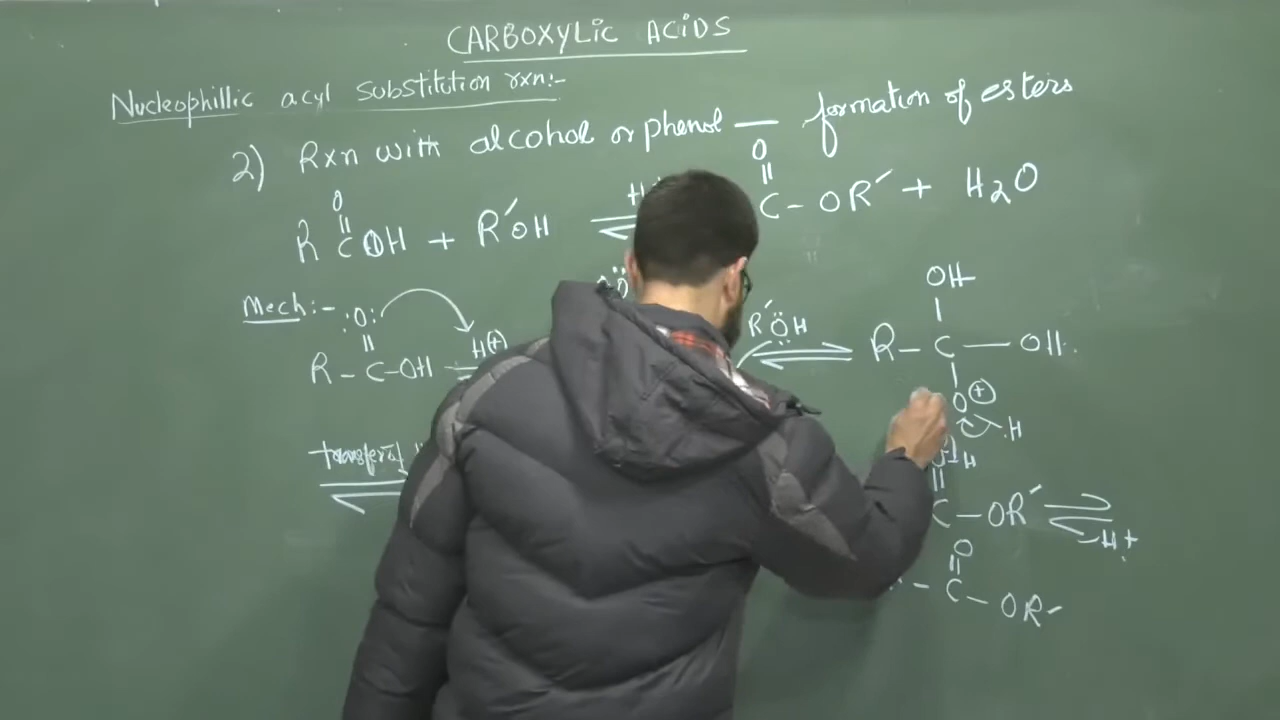 CARBOXYLIC ACIDS
Nucleophillic acyl substitution rxn:-
2) Rxn with alcohol or phenol — formation of esters
O O
R C OH + R´OH ⇌ C - OR´ + H2O
OH
Mech:- :O: R´ÖH R - C — OH
R - C - OH H(+) O (+)
H
H
C - OR´ ⇌ -H+
O
- C - OR´